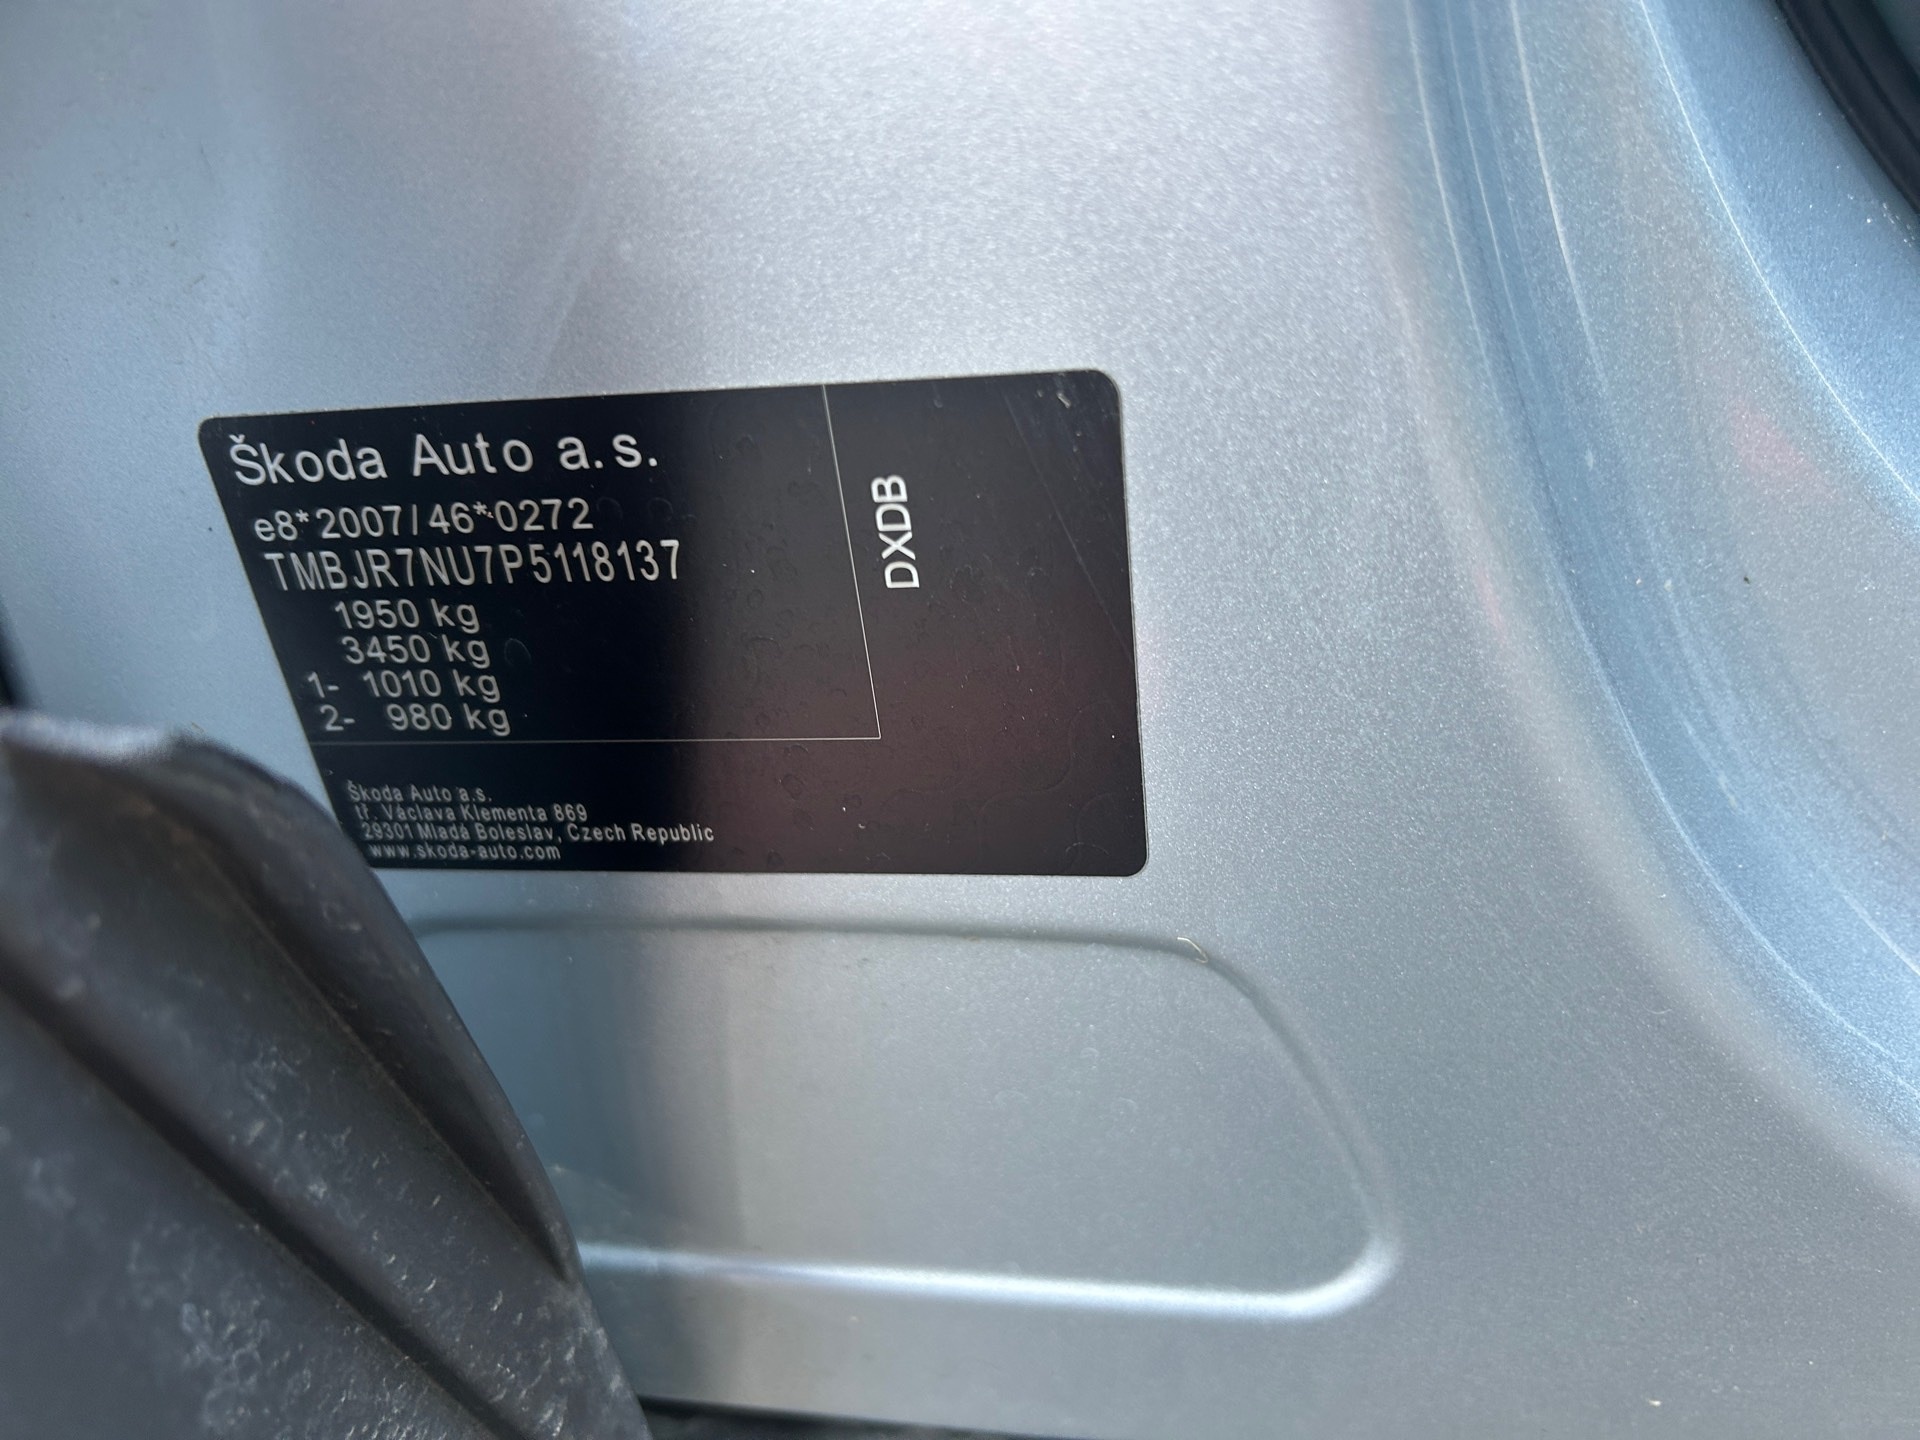 Škoda Auto a.s.
e8*2007/46*0272
TMBJR7NU7P5118137
1950 kg
3450 kg
1- 1010 kg
2- 980 kg
DXDB
Škoda Auto a.s.
tř. Václava Klementa 869
29301 Mladá Boleslav, Czech Republic
www.skoda-auto.com